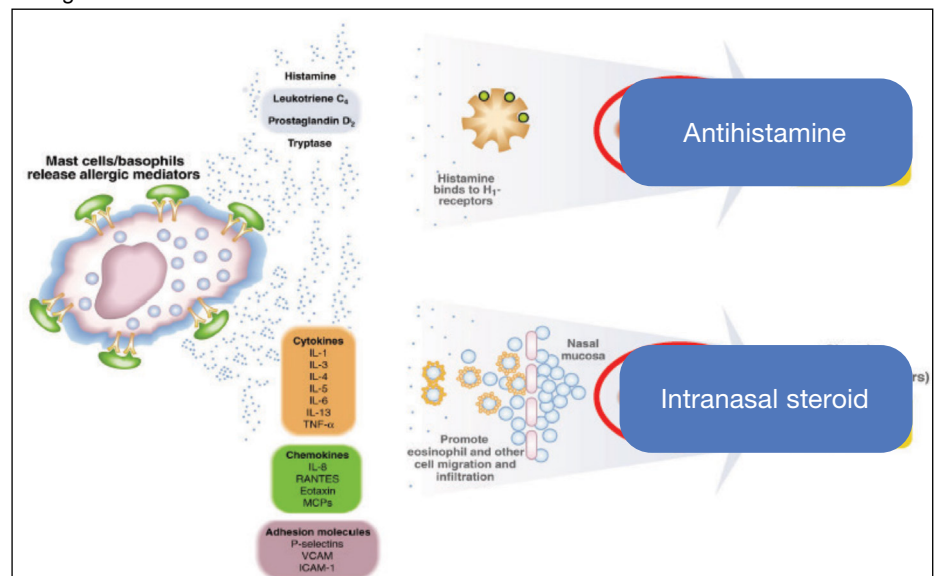 Histamine
Leukotriene C4
Prostaglandin D2
Tryptase
Mast cells/basophils
release allergic mediators
Histamine
binds to H1-
receptors
Antihistamine
Cytokines
IL-1
IL-3
IL-4
IL-5
IL-6
IL-13
TNF-α
Chemokines
IL-8
RANTES
Eotaxin
MCPs
Adhesion molecules
P-selectins
VCAM
ICAM-1
Nasal
mucosa
Promote
eosinophil and other
cell migration and
infiltration
Intranasal steroid
rs)